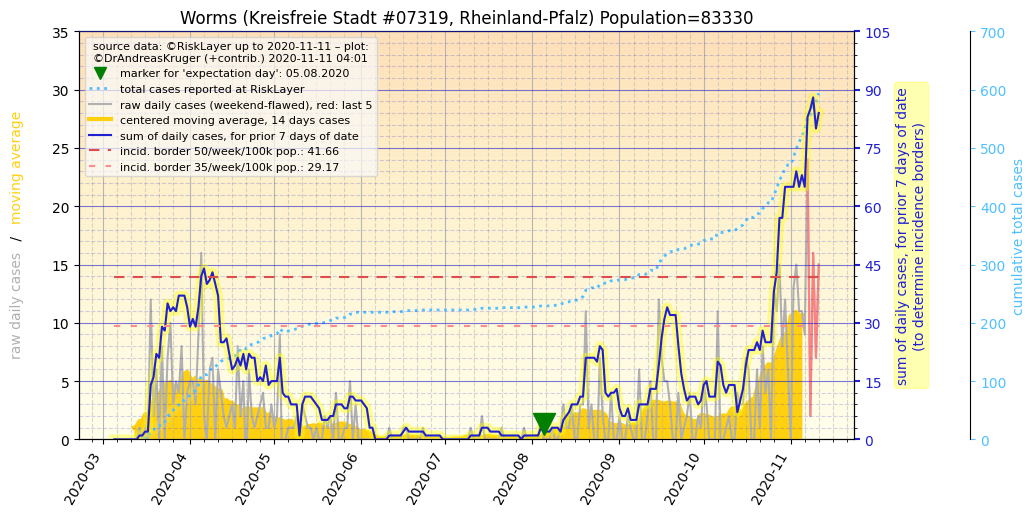 Worms (Kreisfreie Stadt #07319, Rheinland-Pfalz) Population=83330
source data: ©RiskLayer up to 2020-11-11 – plot:
©DrAndreasKruger (+contrib.) 2020-11-11 04:01
marker for 'expectation day': 05.08.2020
total cases reported at RiskLayer
raw daily cases (weekend-flawed), red: last 5
centered moving average, 14 days cases
sum of daily cases, for prior 7 days of date
incid. border 50/week/100k pop.: 41.66
incid. border 35/week/100k pop.: 29.17
raw daily cases / moving average
35
30
25
20
15
10
5
0
2020-03
2020-04
2020-05
2020-06
2020-07
2020-08
2020-09
2020-10
2020-11
105
90
75
60
45
30
15
0
sum of daily cases, for prior 7 days of date
(to determine incidence borders)
700
600
500
400
300
200
100
0
cumulative total cases